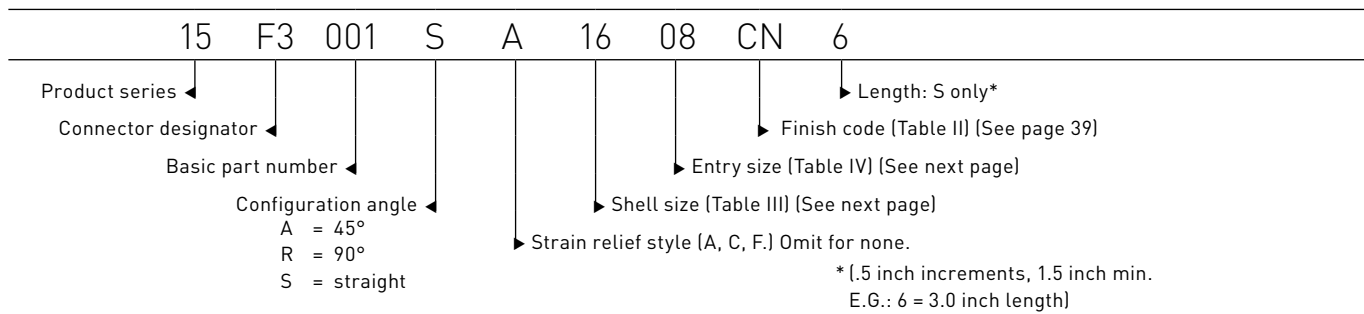 15 F3 001 S A 16 08 CN 6
Product series
Length: S only*
Connector designator
Finish code (Table II) (See page 39)
Basic part number
Entry size (Table IV) (See next page)
Configuration angle
Shell size (Table III) (See next page)
A = 45°
R = 90°
S = straight
Strain relief style (A, C, F.) Omit for none.
* (.5 inch increments, 1.5 inch min.
E.G.: 6 = 3.0 inch length)